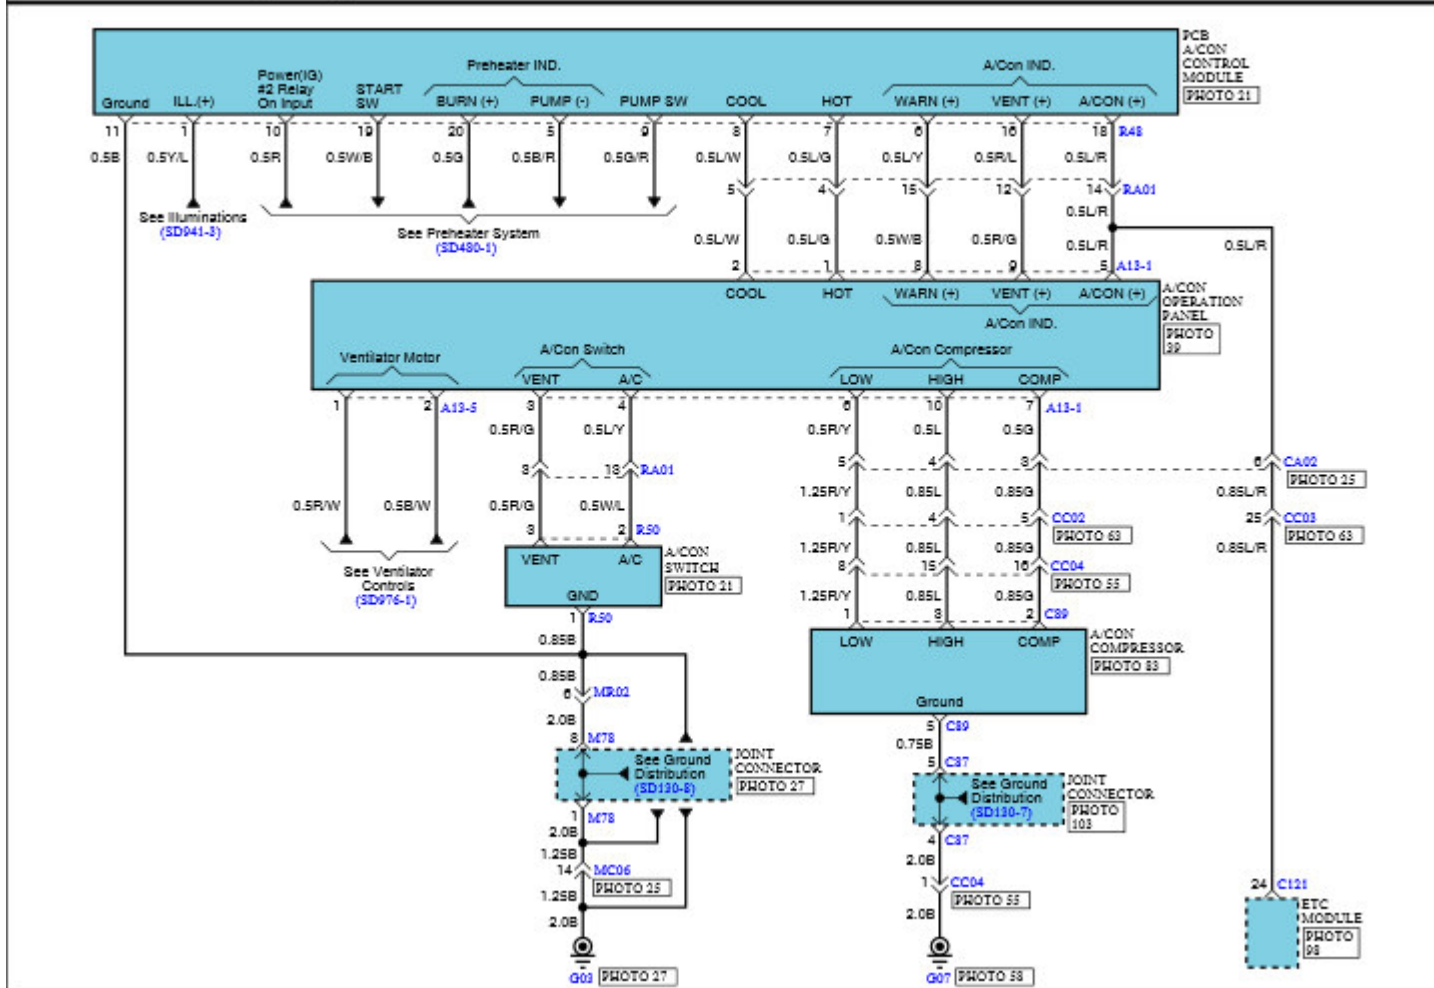 PCB
A/CON
CONTROL
MODULE
PHOTO 21
Preheater IND.
A/Con IND.
Power(IG)
#2 Relay
On Input
START
SW
Ground ILL.(+) BURN (+) PUMP (-) PUMP SW COOL HOT WARN (+) VENT (+) A/CON (+)
11 1 10 19 20 5 9 8 7 6 16 18 R48
0.5B 0.5Y/L 0.5R 0.5W/B 0.5G 0.5B/R 0.5G/R 0.5L/W 0.5L/G 0.5L/Y 0.5R/L 0.5L/R
5 4 15 12 14 RA01
0.5L/R
See Illuminations
(SD941-3)
See Preheater System
(SD480-1)
0.5L/W 0.5L/G 0.5W/B 0.5R/G 0.5L/R 0.5L/R
2 1 8 9 5 A13-1
COOL HOT WARN (+) VENT (+) A/CON (+)
A/Con IND.
A/CON
OPERATION
PANEL
PHOTO
39
Ventilator Motor
A/Con Switch
A/Con Compressor
VENT A/C LOW HIGH COMP
1 2 A13-5 3 4 6 10 7 A13-1
0.5R/G 0.5L/Y 0.5R/Y 0.5L 0.5G
8 13 RA01 5 4 3 6 CA02
PHOTO 25
0.5R/W 0.5B/W 0.5R/G 0.5W/L 1.25R/Y 0.85L 0.85G 0.85L/R
3 2 R50 1 4 5 CC02
PHOTO 63
25 CC03
PHOTO 63
See Ventilator
Controls
(SD976-1)
VENT A/C
GND
A/CON
SWITCH
PHOTO 21
1.25R/Y 0.85L 0.85G 0.85L/R
8 15 16 CC04
PHOTO 55
1.25R/Y 0.85L 0.85G
1 3 2 C89
1 R50
0.85B
LOW HIGH COMP
Ground
A/CON
COMPRESSOR
PHOTO 83
0.85B
6 MR02
2.0B
8 M78
5 C89
0.75B
5 C87
See Ground
Distribution
(SD130-8)
JOINT
CONNECTOR
PHOTO 27
See Ground
Distribution
(SD130-7)
JOINT
CONNECTOR
PHOTO
103
1 M78
2.0B
1.25B
14 MC06
PHOTO 25
1.25B
2.0B
G03 PHOTO 27
4 C87
2.0B
1 CC04
PHOTO 55
2.0B
G07 PHOTO 58
24 C121
ETC
MODULE
PHOTO
98